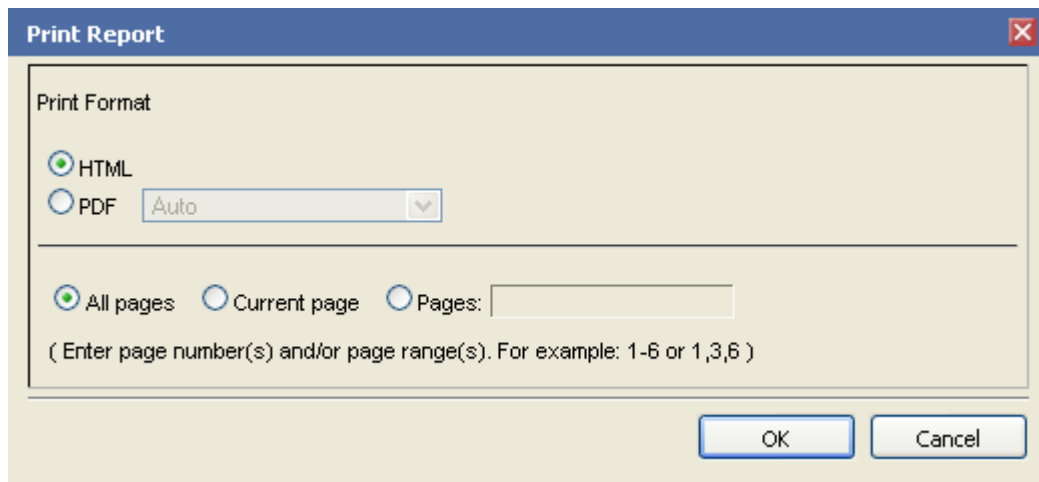 Print Report
Print Format
HTML
PDF Auto
All pages Current page Pages:
( Enter page number(s) and/or page range(s). For example: 1-6 or 1,3,6 )
OK Cancel